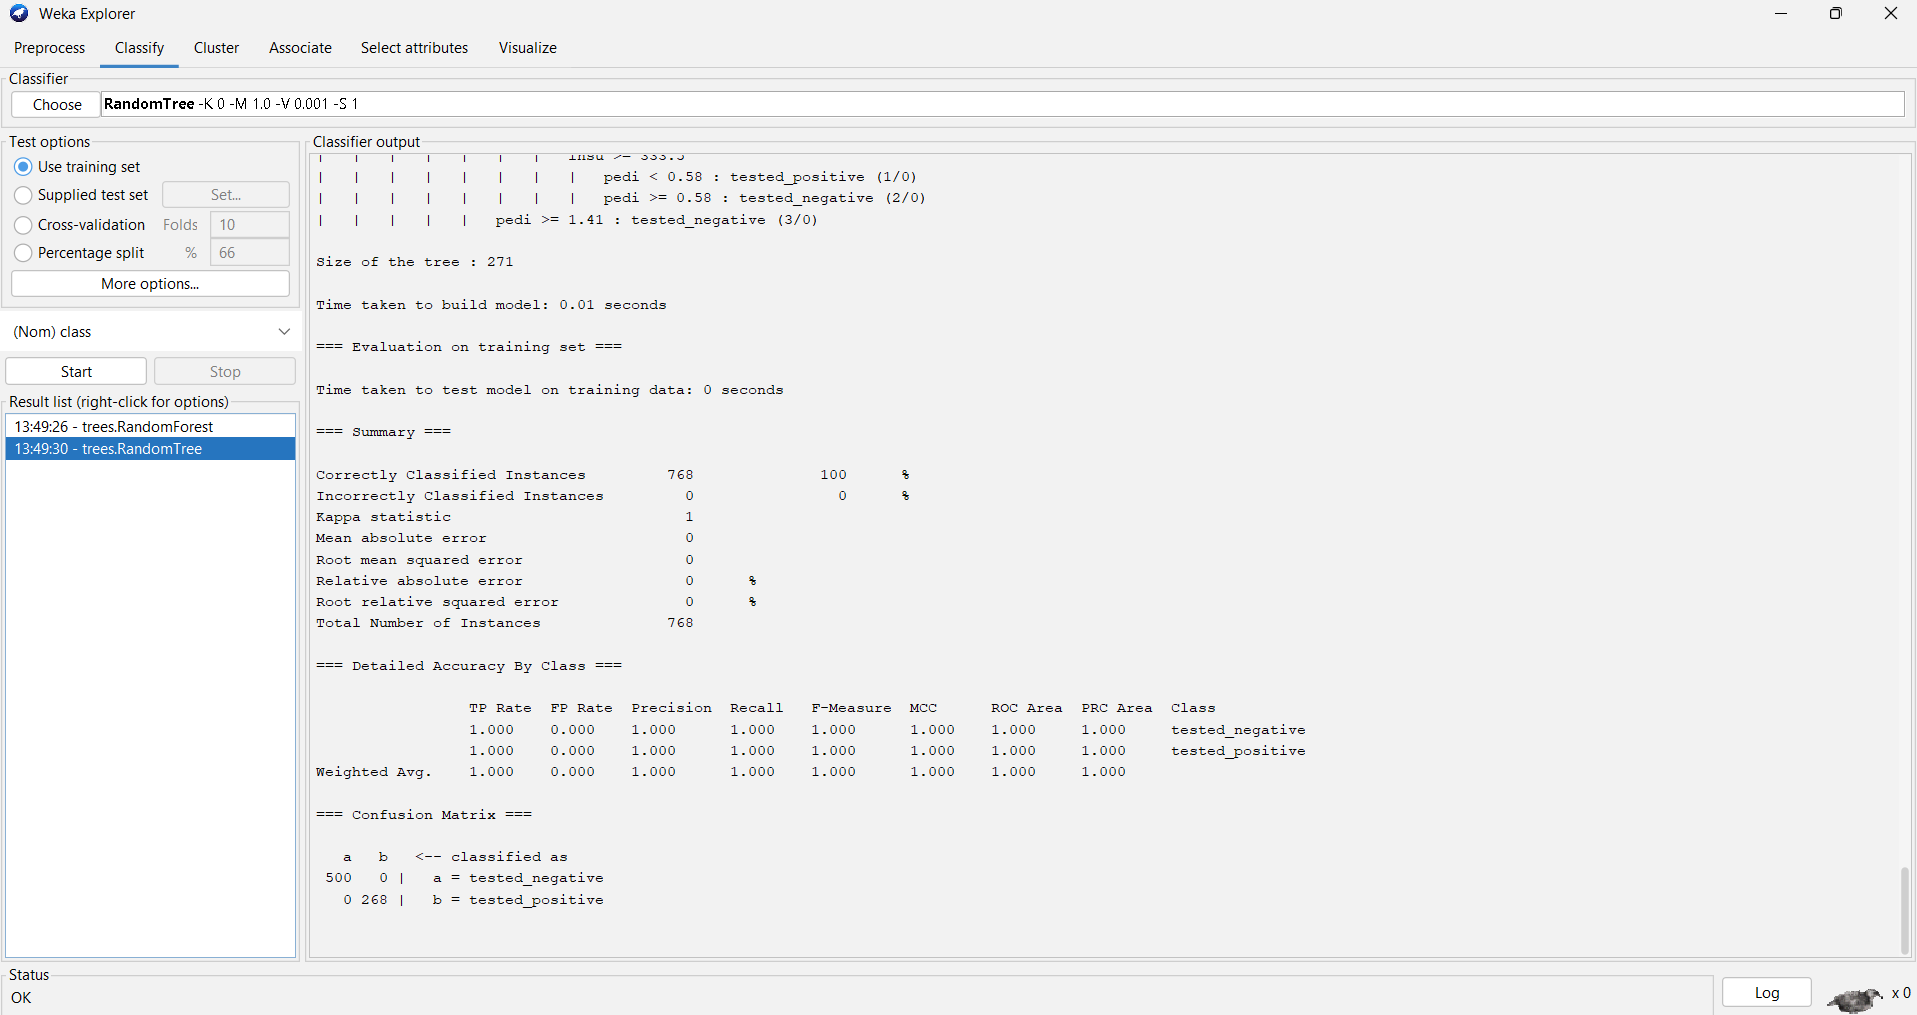 Weka Explorer
Preprocess Classify Cluster Associate Select attributes Visualize
Classifier
Choose RandomTree -K 0 -M 1.0 -V 0.001 -S 1
Test options
Use training set
Supplied test set Set...
Cross-validation Folds 10
Percentage split % 66
More options...
(Nom) class
Start Stop
Result list (right-click for options)
13:49:26 - trees.RandomForest
13:49:30 - trees.RandomTree
Classifier output
| | | | | | | insu >= 333.5
| | | | | | | | pedi < 0.58 : tested_positive (1/0)
| | | | | | | | pedi >= 0.58 : tested_negative (2/0)
| | | | | pedi >= 1.41 : tested_negative (3/0)
Size of the tree : 271
Time taken to build model: 0.01 seconds
=== Evaluation on training set ===
Time taken to test model on training data: 0 seconds
=== Summary ===
Correctly Classified Instances 768 100 %
Incorrectly Classified Instances 0 0 %
Kappa statistic 1
Mean absolute error 0
Root mean squared error 0
Relative absolute error 0 %
Root relative squared error 0 %
Total Number of Instances 768
=== Detailed Accuracy By Class ===
TP Rate FP Rate Precision Recall F-Measure MCC ROC Area PRC Area Class
1.000 0.000 1.000 1.000 1.000 1.000 1.000 1.000 tested_negative
1.000 0.000 1.000 1.000 1.000 1.000 1.000 1.000 tested_positive
Weighted Avg. 1.000 0.000 1.000 1.000 1.000 1.000 1.000 1.000
=== Confusion Matrix ===
a b <-- classified as
500 0 | a = tested_negative
0 268 | b = tested_positive
Status
OK
Log
x 0